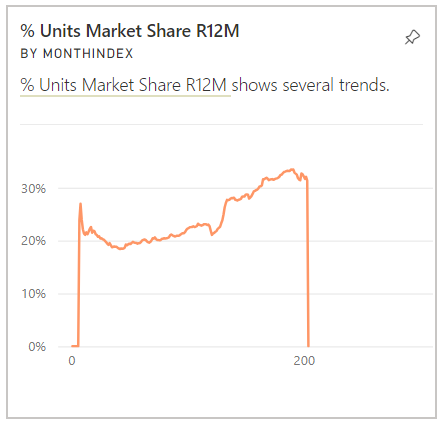 % Units Market Share R12M
BY MONTHINDEX
% Units Market Share R12M shows several trends.
30%
20%
10%
0%
0 200